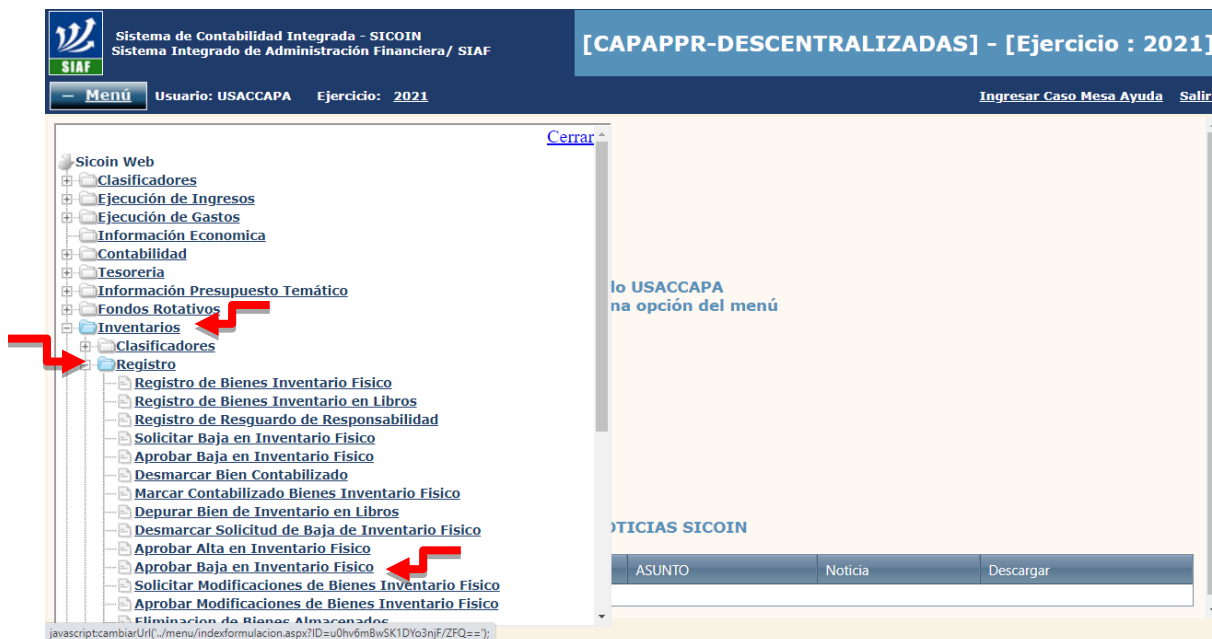 Sistema de Contabilidad Integrada - SICOIN
Sistema Integrado de Administración Financiera/ SIAF
SIAF
[CAPAPPR-DESCENTRALIZADAS] - [Ejercicio : 2021]
— Menú
Usuario: USACCAPA Ejercicio: 2021
Ingresar Caso Mesa Ayuda Salir
Cerrar
Sicoin Web
Clasificadores
Ejecución de Ingresos
Ejecución de Gastos
Información Economica
Contabilidad
Tesoreria
Información Presupuesto Temático
Fondos Rotativos
Inventarios
Clasificadores
Registro
Registro de Bienes Inventario Fisico
Registro de Bienes Inventario en Libros
Registro de Resguardo de Responsabilidad
Solicitar Baja en Inventario Fisico
Aprobar Baja en Inventario Fisico
Desmarcar Bien Contabilizado
Marcar Contabilizado Bienes Inventario Fisico
Depurar Bien de Inventario en Libros
Desmarcar Solicitud de Baja de Inventario Fisico
Aprobar Alta en Inventario Fisico
Aprobar Baja en Inventario Fisico
Solicitar Modificaciones de Bienes Inventario Fisico
Aprobar Modificaciones de Bienes Inventario Fisico
Eliminacion de Bienes Almacenados
do USACCAPA
na opción del menú
OTICIAS SICOIN
ASUNTO Noticia Descargar
javascript:cambiarUrl('../menu/indexformulacion.aspx?ID=u0hv6mBwSK1DYo3njF/ZFQ==');